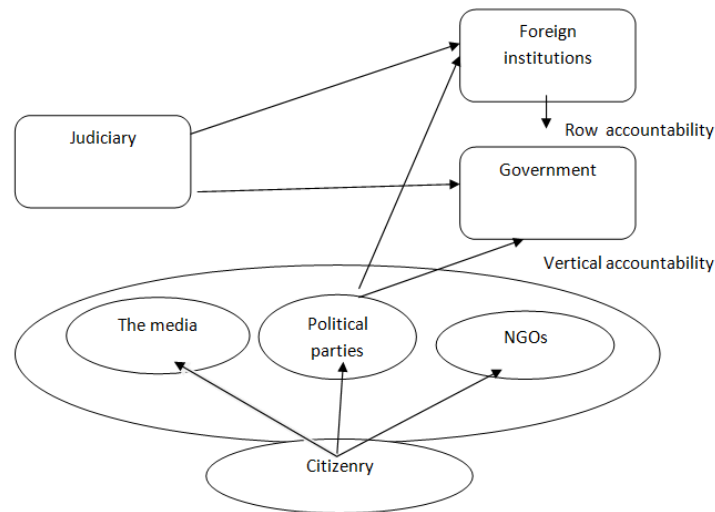 Foreign
institutions
Row accountability
Judiciary
Government
Vertical accountability
The media
Political
parties
NGOs
Citizenry